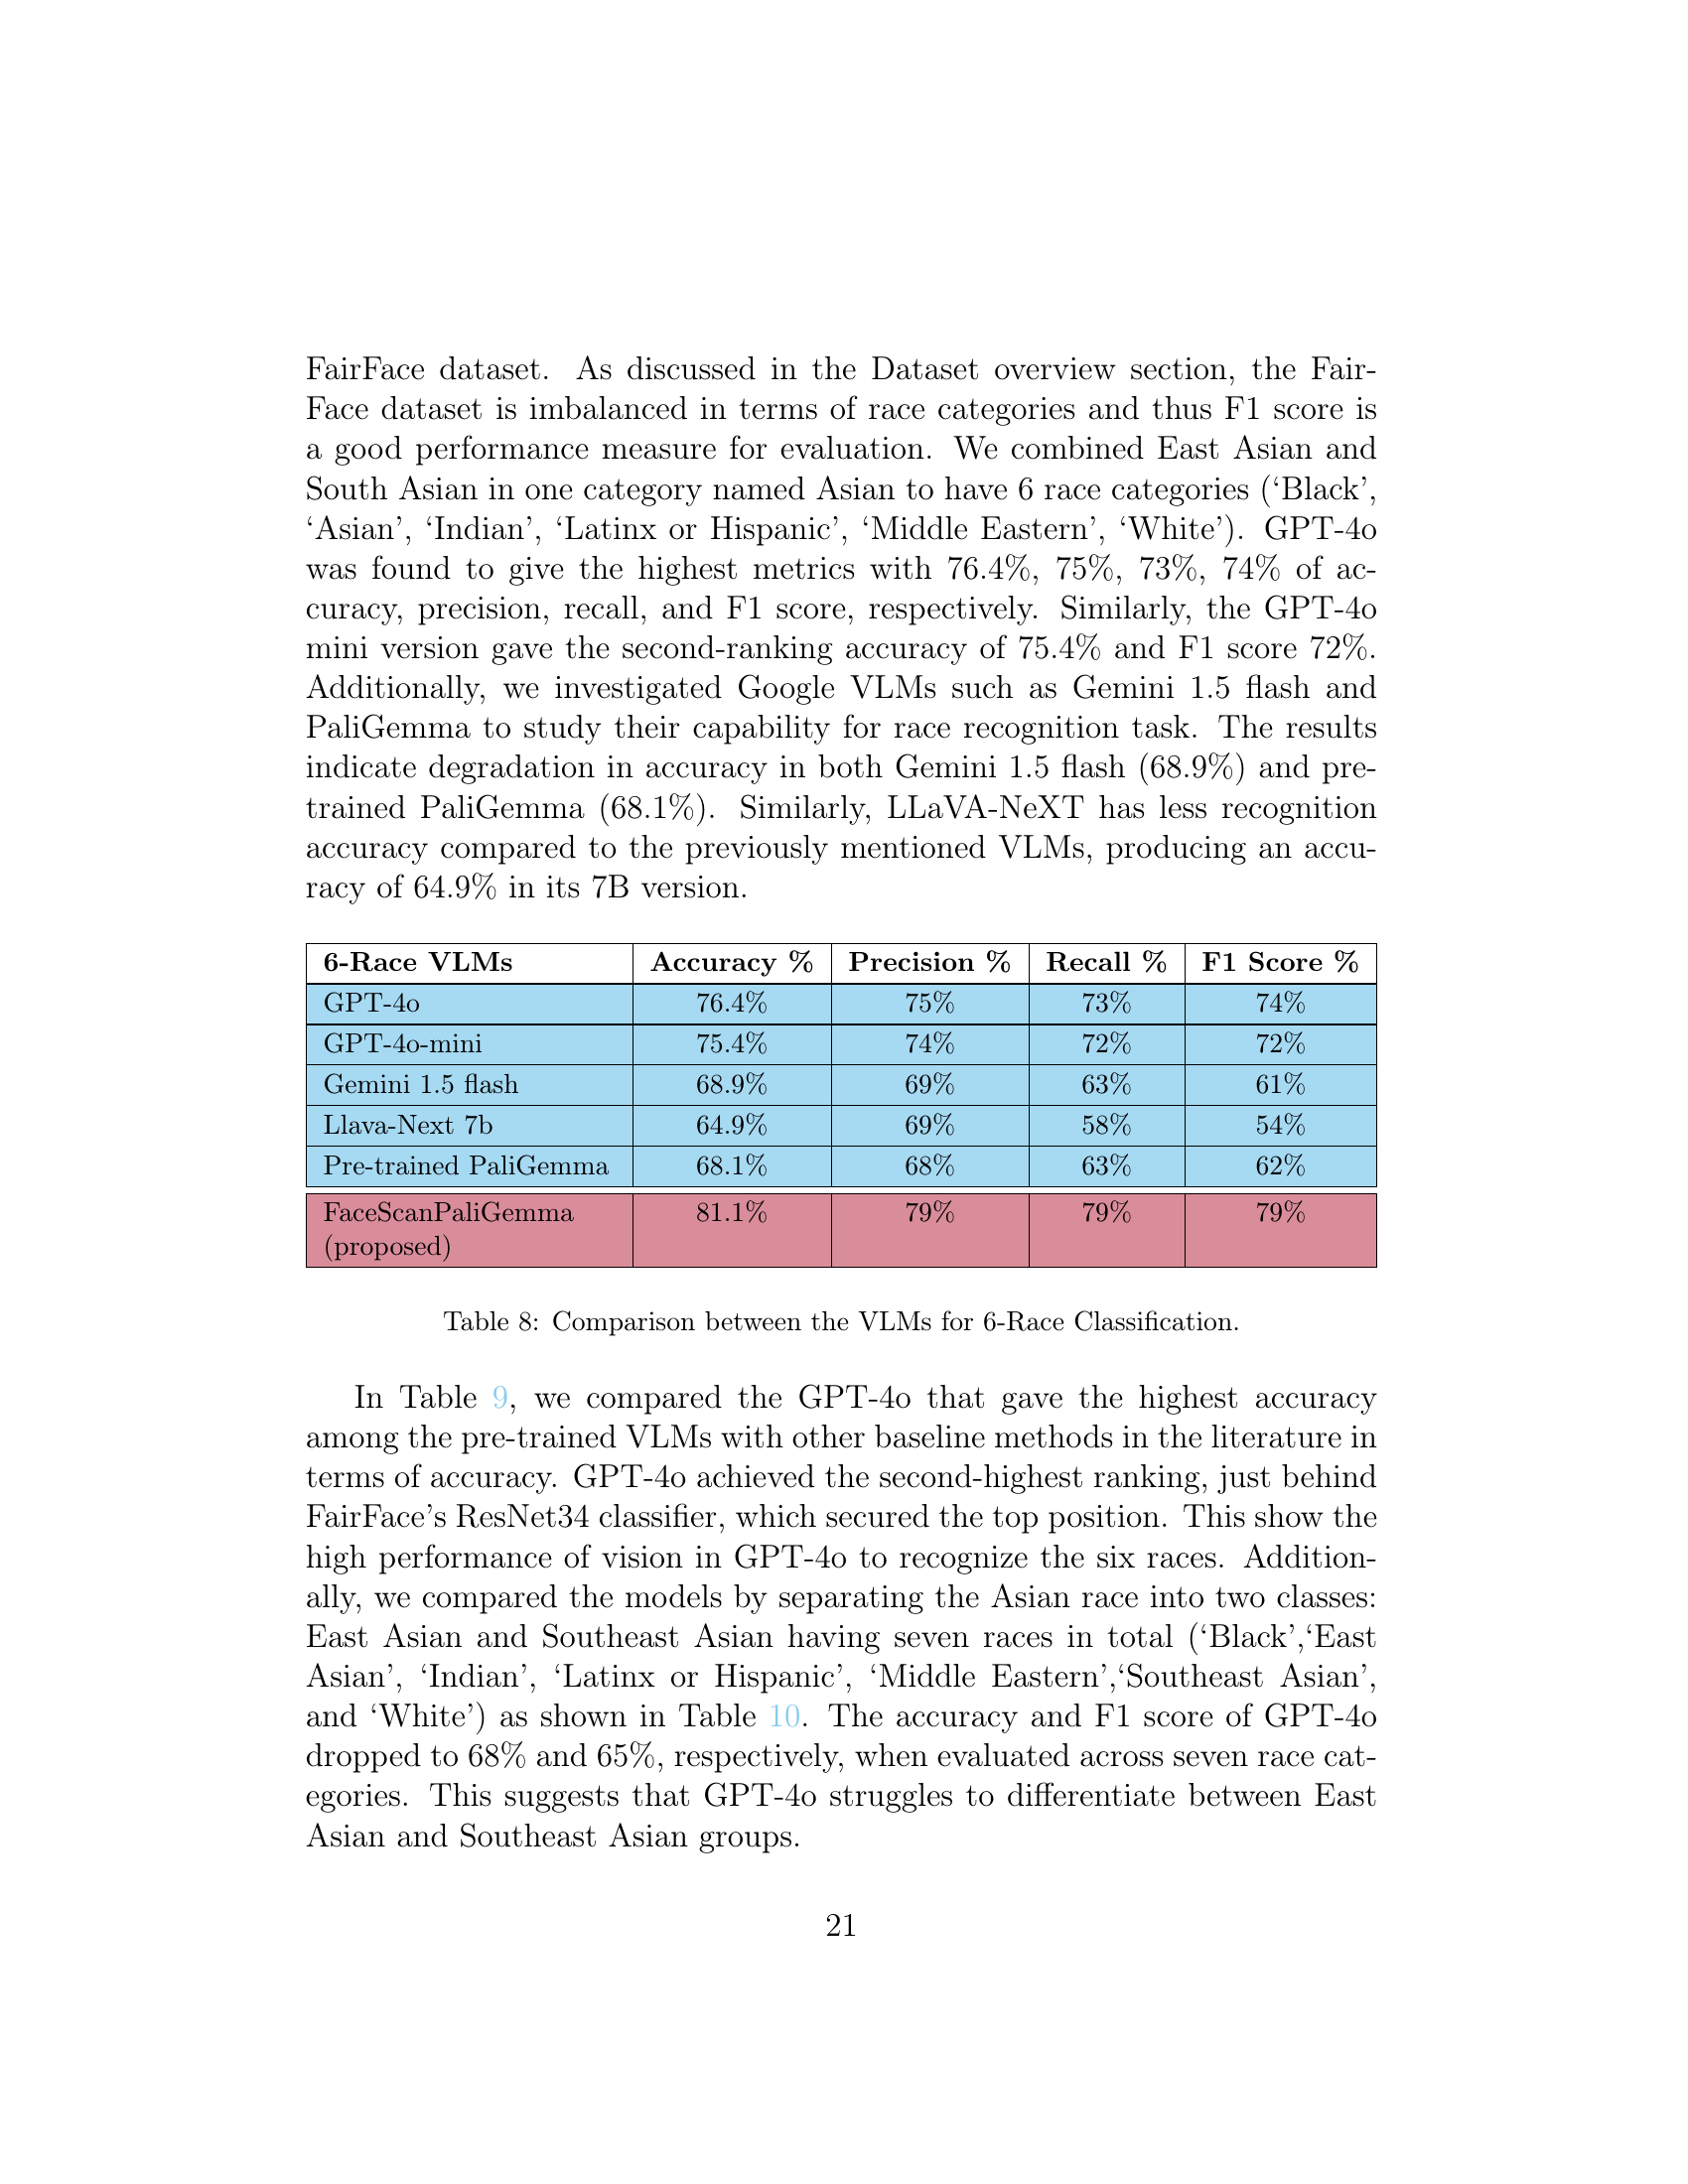 FairFace dataset. As discussed in the Dataset overview section, the Fair-
Face dataset is imbalanced in terms of race categories and thus F1 score is
a good performance measure for evaluation. We combined East Asian and
South Asian in one category named Asian to have 6 race categories (‘Black’,
‘Asian’, ‘Indian’, ‘Latinx or Hispanic’, ‘Middle Eastern’, ‘White’). GPT-4o
was found to give the highest metrics with 76.4%, 75%, 73%, 74% of ac-
curacy, precision, recall, and F1 score, respectively. Similarly, the GPT-4o
mini version gave the second-ranking accuracy of 75.4% and F1 score 72%.
Additionally, we investigated Google VLMs such as Gemini 1.5 flash and
PaliGemma to study their capability for race recognition task. The results
indicate degradation in accuracy in both Gemini 1.5 flash (68.9%) and pre-
trained PaliGemma (68.1%). Similarly, LLaVA-NeXT has less recognition
accuracy compared to the previously mentioned VLMs, producing an accu-
racy of 64.9% in its 7B version.
6-Race VLMs Accuracy % Precision % Recall % F1 Score %
GPT-4o 76.4% 75% 73% 74%
GPT-4o-mini 75.4% 74% 72% 72%
Gemini 1.5 flash 68.9% 69% 63% 61%
Llava-Next 7b 64.9% 69% 58% 54%
Pre-trained PaliGemma 68.1% 68% 63% 62%
FaceScanPaliGemma 81.1% 79% 79% 79%
(proposed)
Table 8: Comparison between the VLMs for 6-Race Classification.
In Table 9, we compared the GPT-4o that gave the highest accuracy
among the pre-trained VLMs with other baseline methods in the literature in
terms of accuracy. GPT-4o achieved the second-highest ranking, just behind
FairFace’s ResNet34 classifier, which secured the top position. This show the
high performance of vision in GPT-4o to recognize the six races. Addition-
ally, we compared the models by separating the Asian race into two classes:
East Asian and Southeast Asian having seven races in total (‘Black’,‘East
Asian’, ‘Indian’, ‘Latinx or Hispanic’, ‘Middle Eastern’,‘Southeast Asian’,
and ‘White’) as shown in Table 10. The accuracy and F1 score of GPT-4o
dropped to 68% and 65%, respectively, when evaluated across seven race cat-
egories. This suggests that GPT-4o struggles to differentiate between East
Asian and Southeast Asian groups.
21